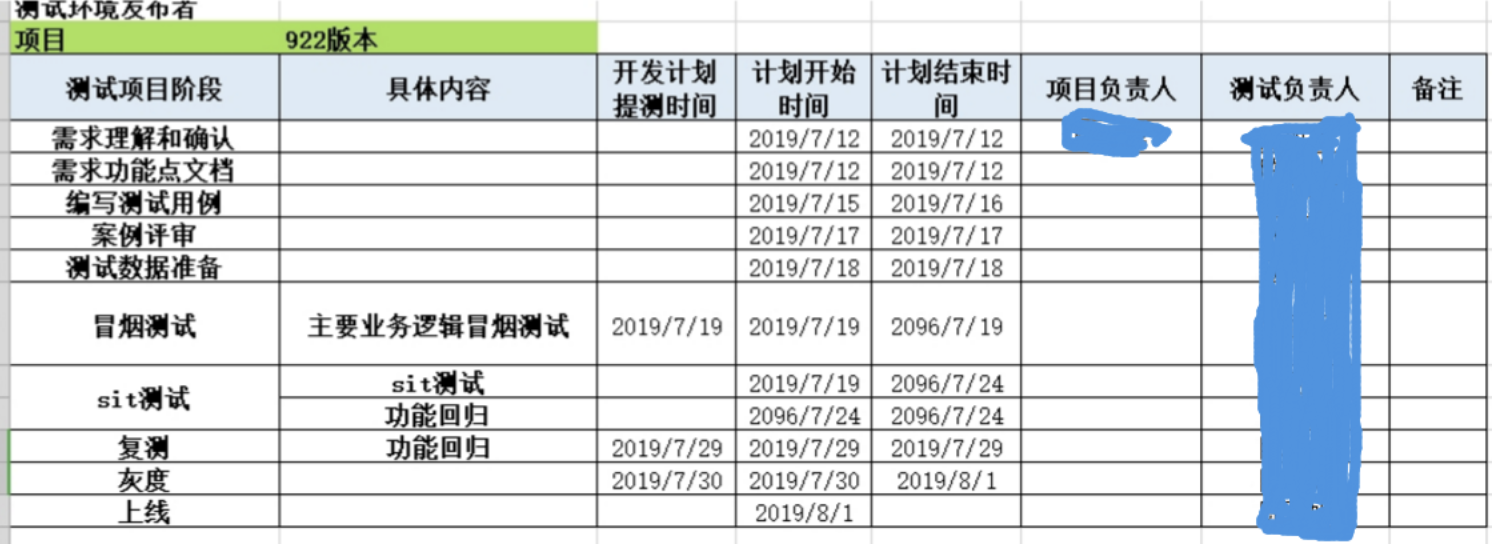 测试环境发布者
项目 922版本
测试项目阶段 具体内容 开发计划提测时间 计划开始时间 计划结束时间 项目负责人 测试负责人 备注
需求理解和确认 2019/7/12 2019/7/12
需求功能点文档 2019/7/12 2019/7/12
编写测试用例 2019/7/15 2019/7/16
案例评审 2019/7/17 2019/7/17
测试数据准备 2019/7/18 2019/7/18
冒烟测试 主要业务逻辑冒烟测试 2019/7/19 2019/7/19 2096/7/19
sit测试 sit测试 2019/7/19 2096/7/24
功能回归 2096/7/24 2096/7/24
复测 功能回归 2019/7/29 2019/7/29 2019/7/29
灰度 2019/7/30 2019/7/30 2019/8/1
上线 2019/8/1